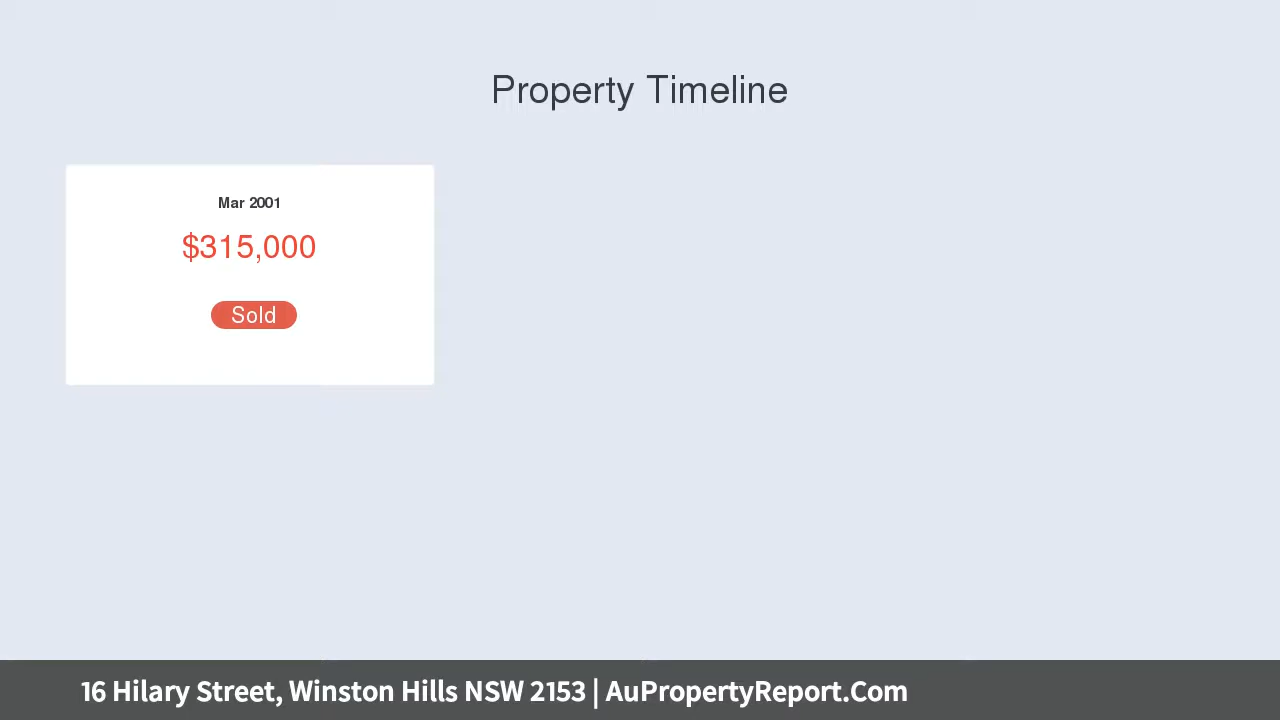 Property Timeline
Mar 2001
$315,000
Sold
16 Hilary Street, Winston Hills NSW 2153 | AuPropertyReport.Com